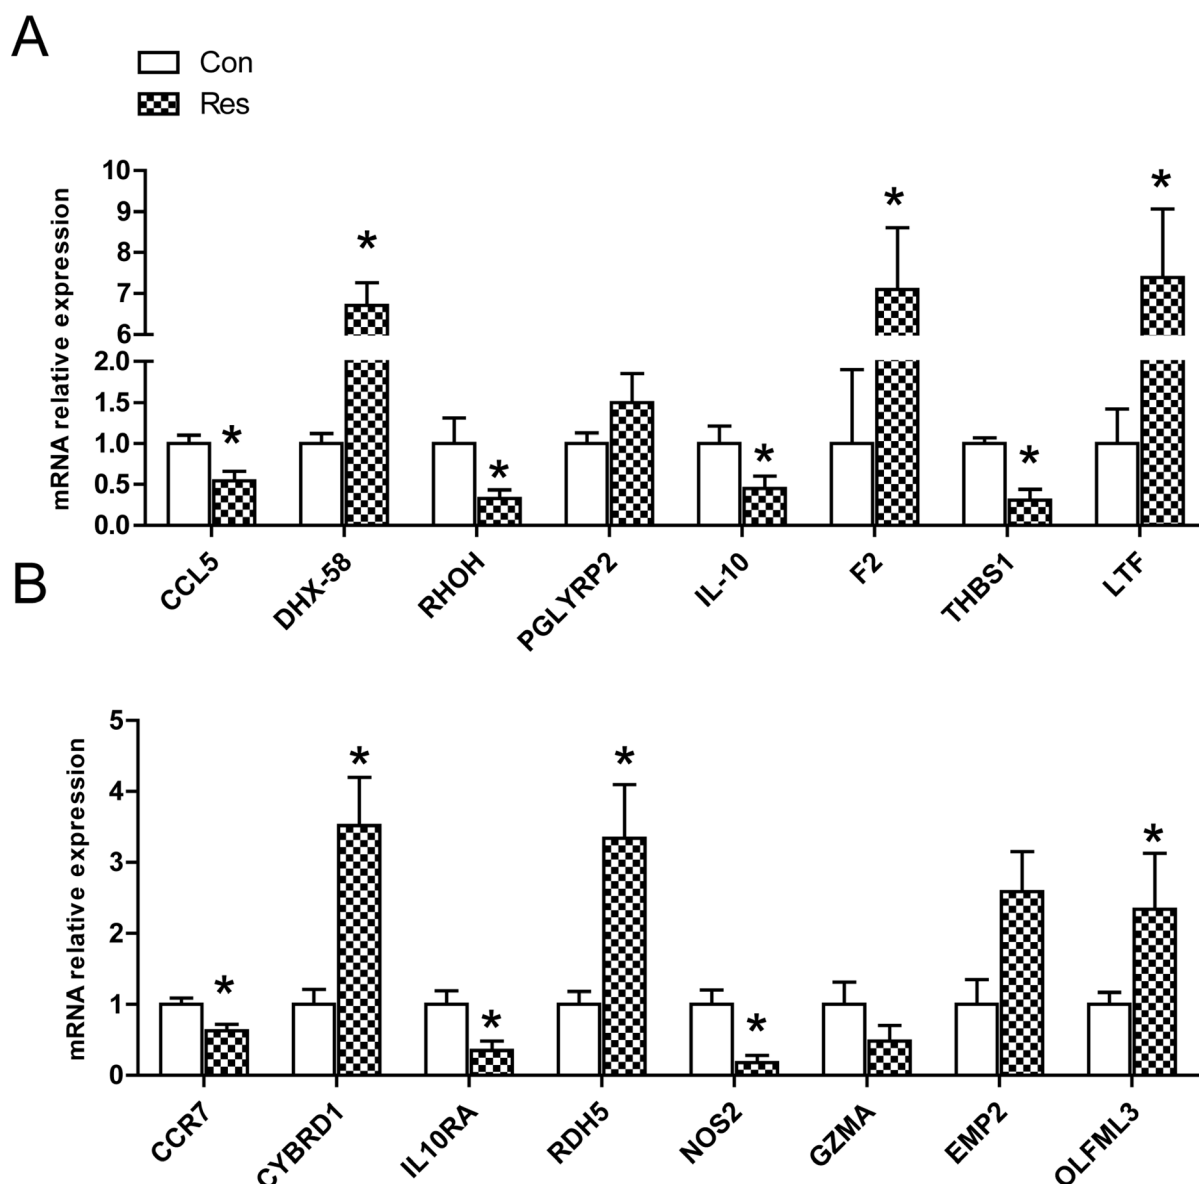 A
Con
Res
mRNA relative expression
10
9
8
7
6
2.0
1.5
1.0
0.5
0.0
* * * * * * *
CCL5 DHX-58 RHOH PGLYRP2 IL-10 F2 THBS1 LTF
B
mRNA relative expression
5
4
3
2
1
0
* * * * * *
CCR7 CYBRD1 IL10RA RDH5 NOS2 GZMA EMP2 OLFML3